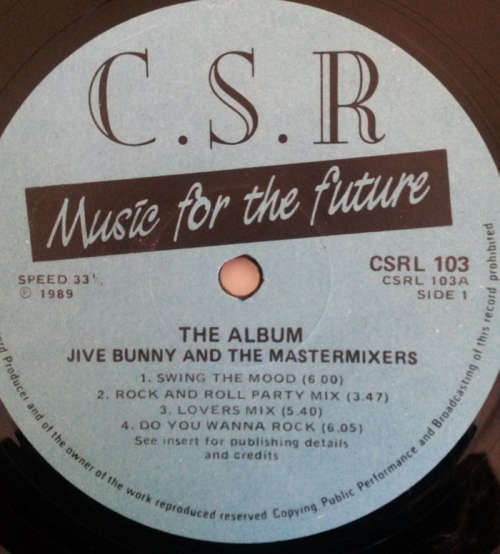 C.S.R
Music for the future
SPEED 33⅓
℗ 1989
CSRL 103
CSRL 103A
SIDE 1
THE ALBUM
JIVE BUNNY AND THE MASTERMIXERS
1. SWING THE MOOD (6.00)
2. ROCK AND ROLL PARTY MIX (3.47)
3. LOVERS MIX (5.40)
4. DO YOU WANNA ROCK (6.05)
See insert for publishing details
and credits
Producer and of the owner of the work reproduced reserved Copying Public Performance and Broadcasting of this record prohibited